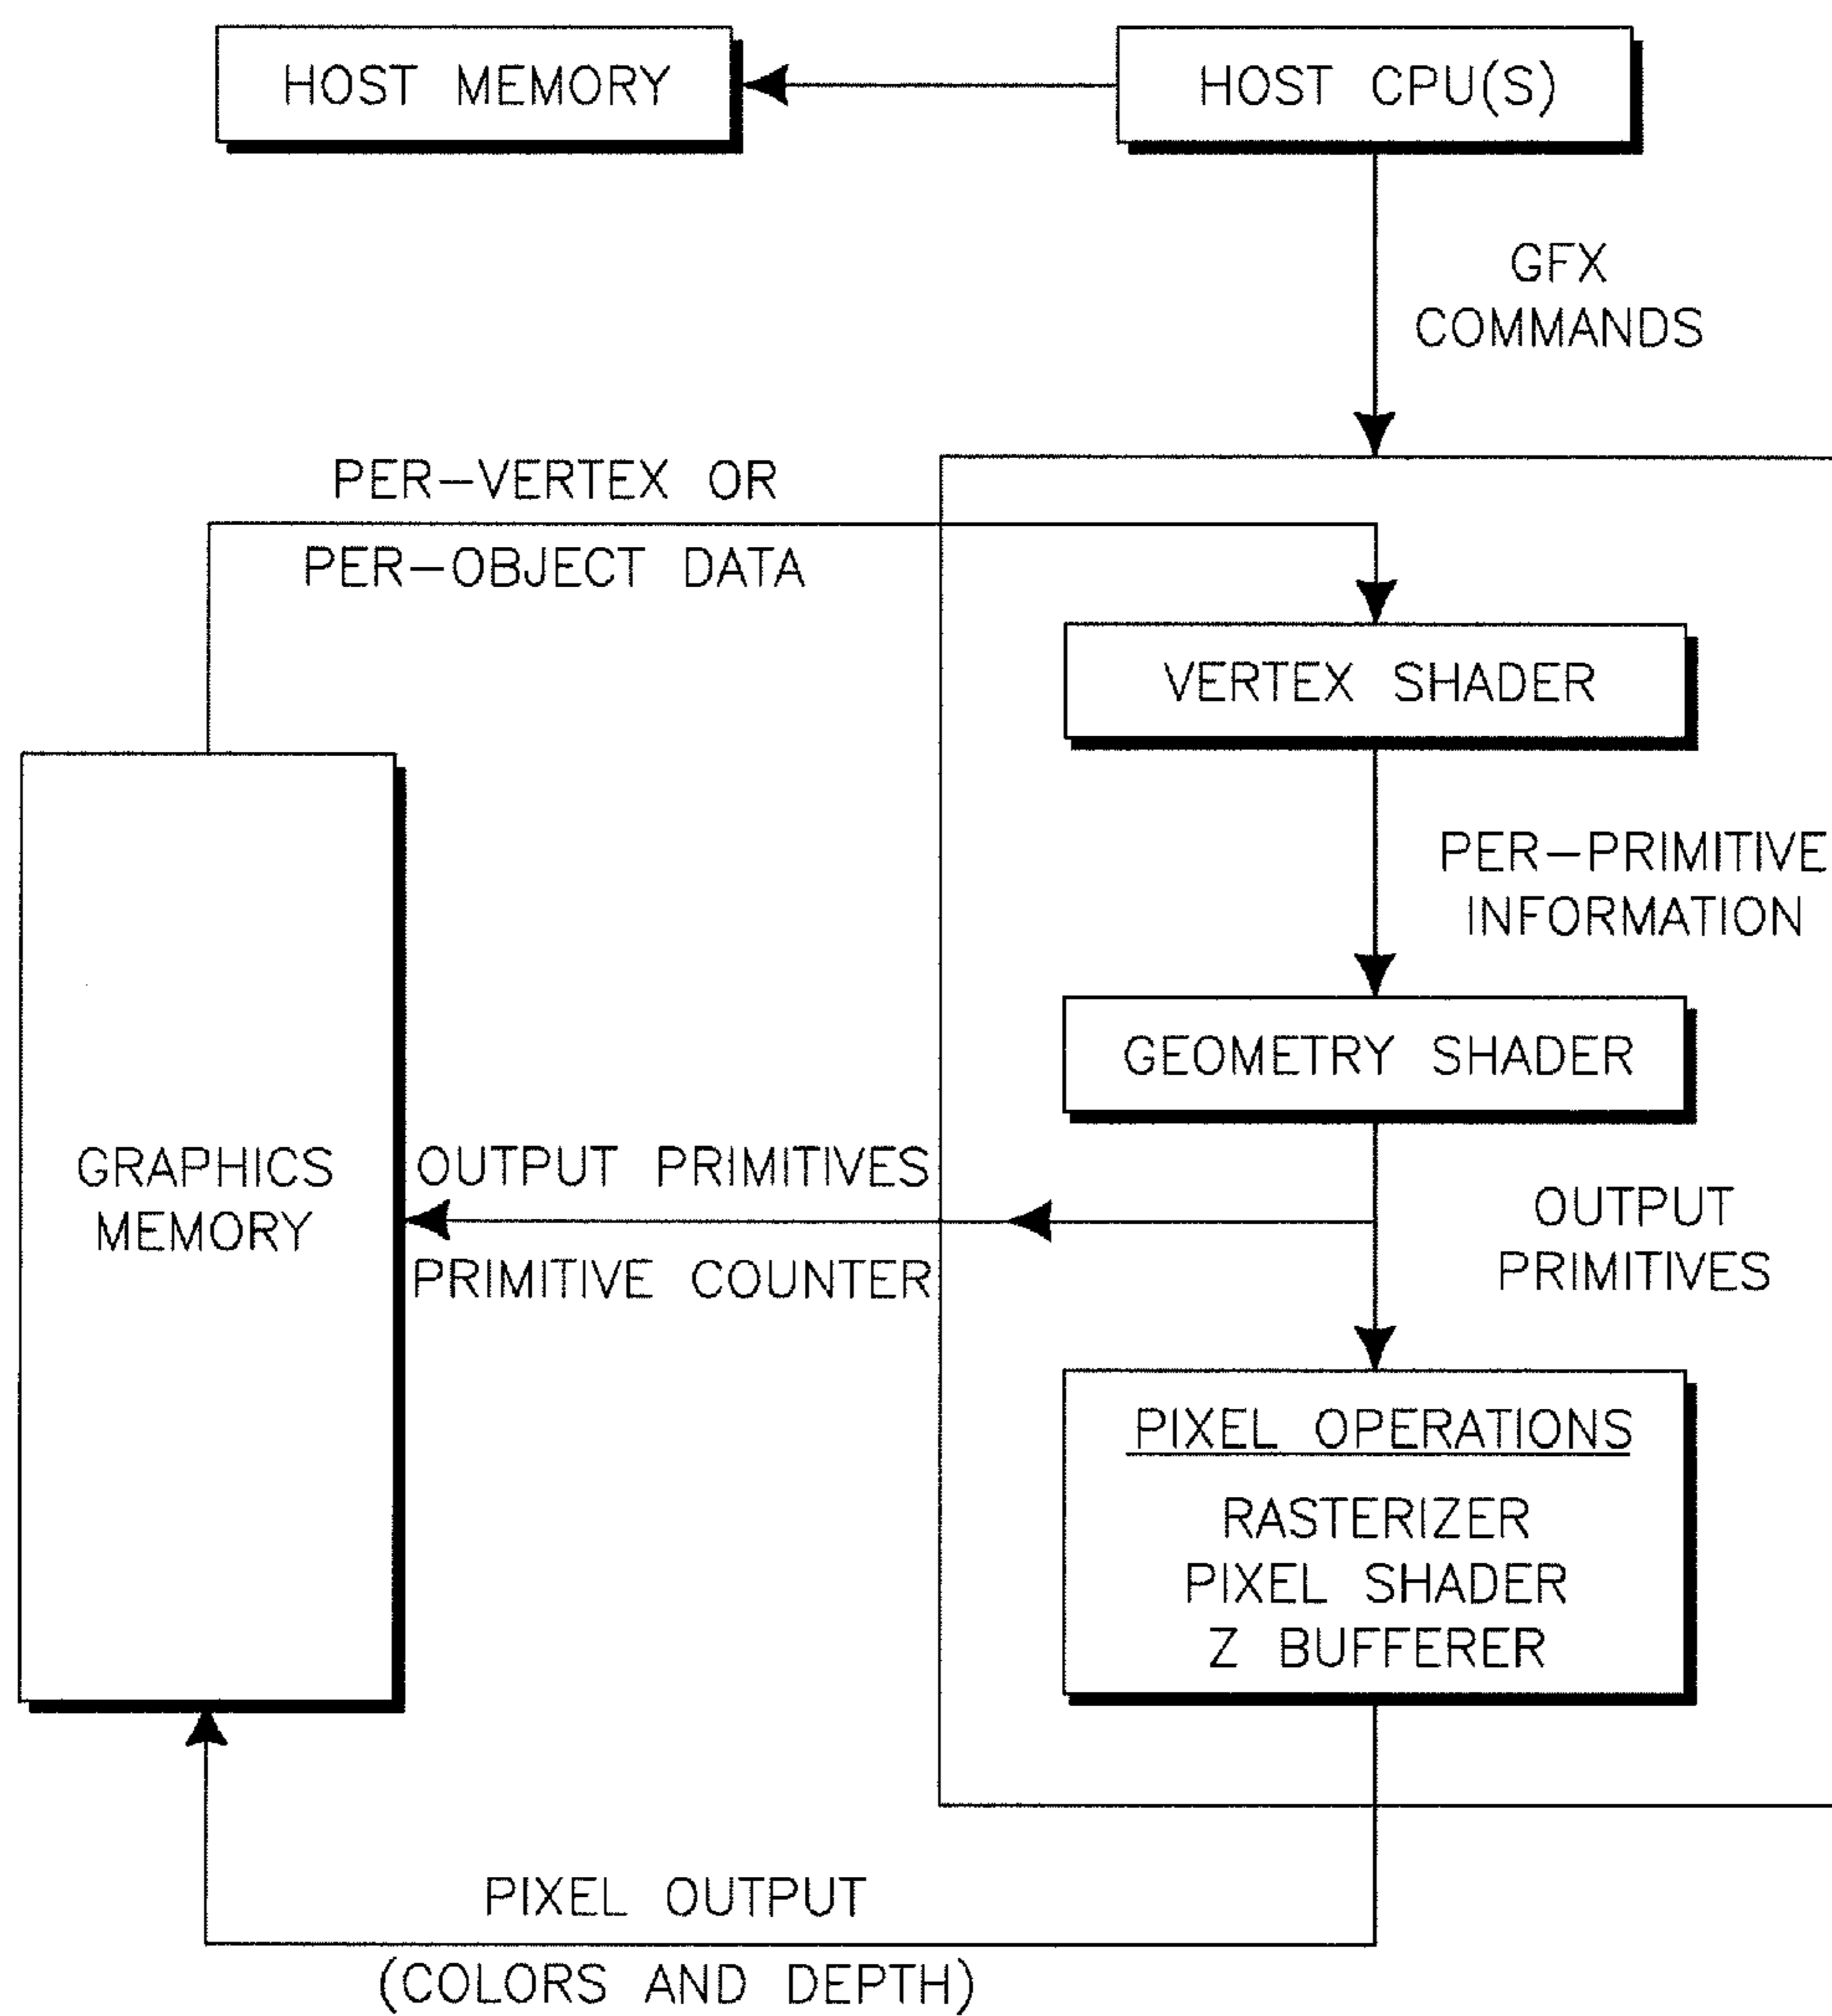 HOST MEMORY
HOST CPU(S)
GFX
COMMANDS
PER-VERTEX OR
PER-OBJECT DATA
VERTEX SHADER
PER-PRIMITIVE
INFORMATION
GEOMETRY SHADER
GRAPHICS
MEMORY
OUTPUT PRIMITIVES
PRIMITIVE COUNTER
OUTPUT
PRIMITIVES
PIXEL OPERATIONS
RASTERIZER
PIXEL SHADER
Z BUFFERER
PIXEL OUTPUT
(COLORS AND DEPTH)